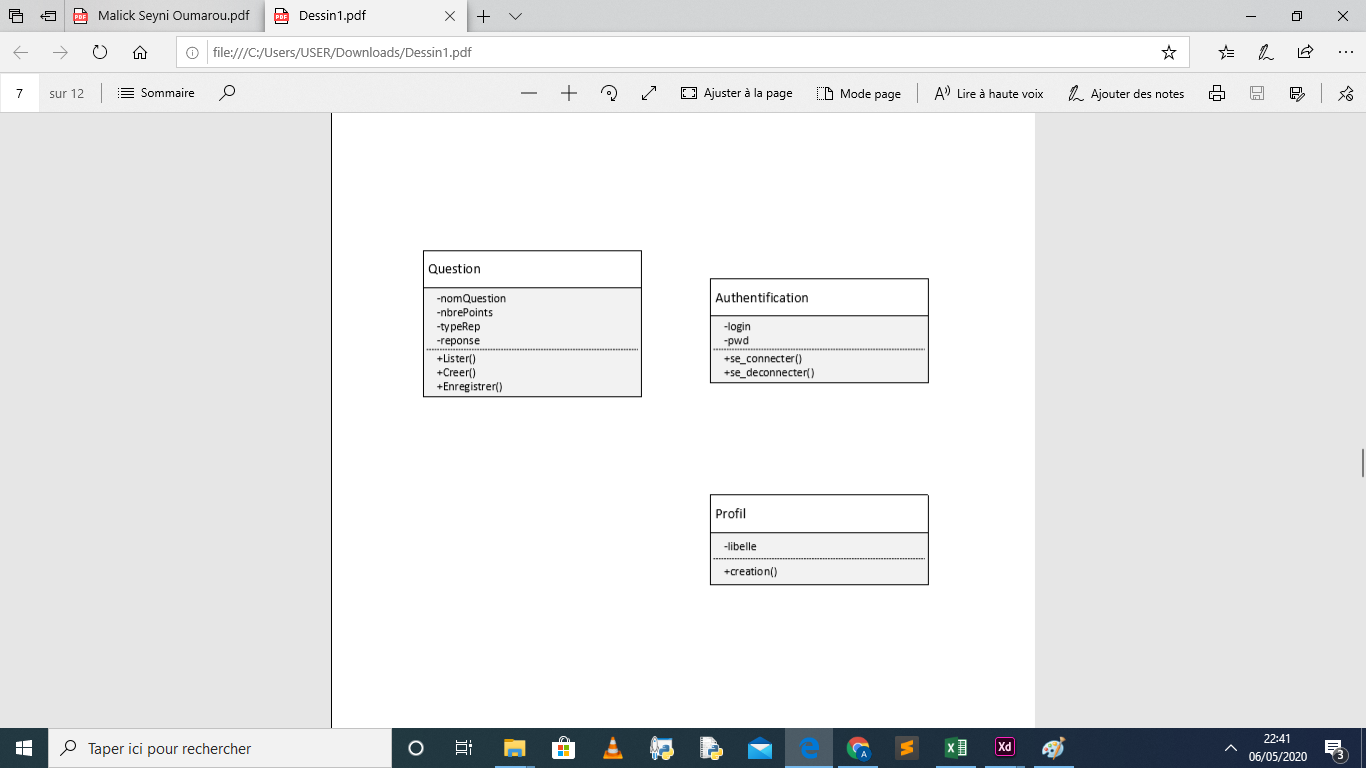 Malick Seyni Oumarou.pdf
Dessin1.pdf
file:///C:/Users/USER/Downloads/Dessin1.pdf
7 sur 12 Sommaire Ajuster à la page Mode page Lire à haute voix Ajouter des notes
Question
-nomQuestion
-nbrePoints
-typeRep
-reponse
+Lister()
+Creer()
+Enregistrer()
Authentification
-login
-pwd
+se_connecter()
+se_deconnecter()
Profil
-libelle
+creation()
Taper ici pour rechercher
A
Xd
22:41
06/05/2020
3